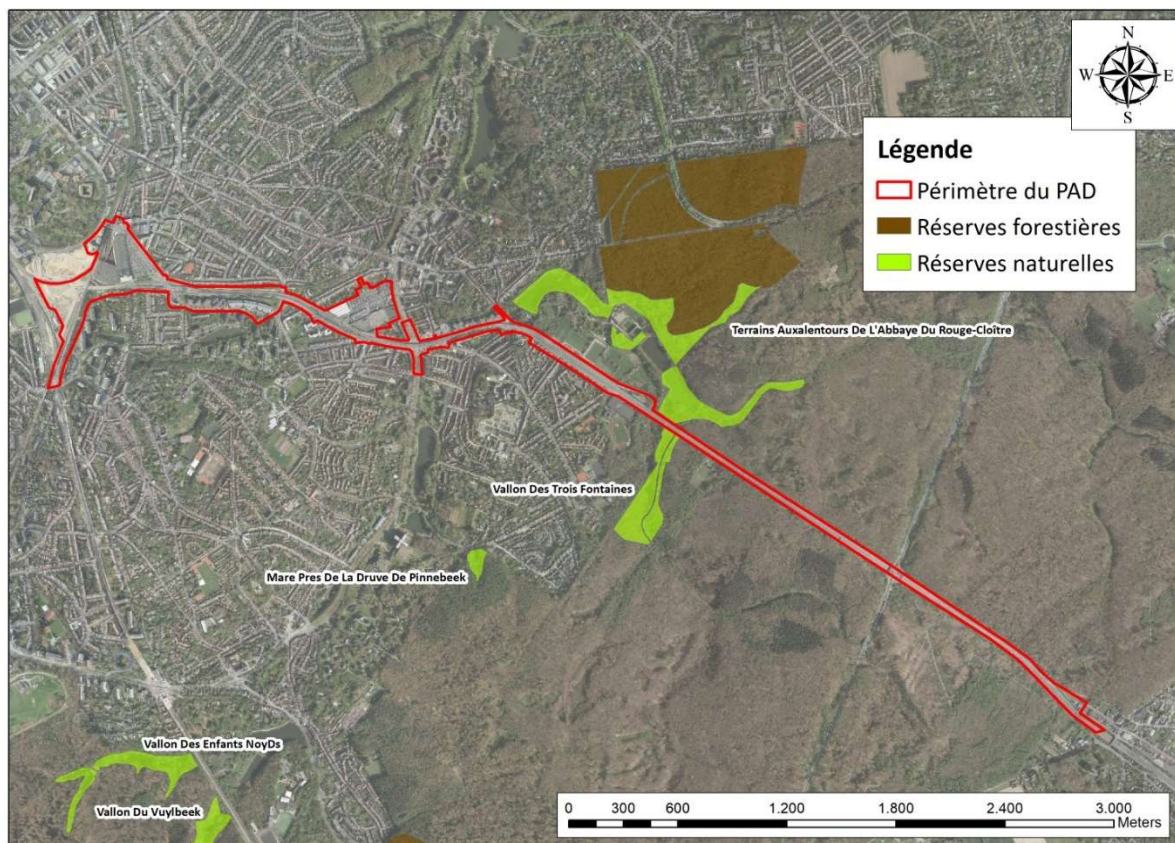 N
W E
S
Légende
Périmètre du PAD
Réserves forestières
Réserves naturelles
Terrains Auxalentours De L'Abbaye Du Rouge-Cloître
Vallon Des Trois Fontaines
Mare Pres De La Druve De Pinnebeek
Vallon Des Enfants NoyDs
Vallon Du Vuylbeek
0 300 600 1.200 1.800 2.400 3.000
Meters